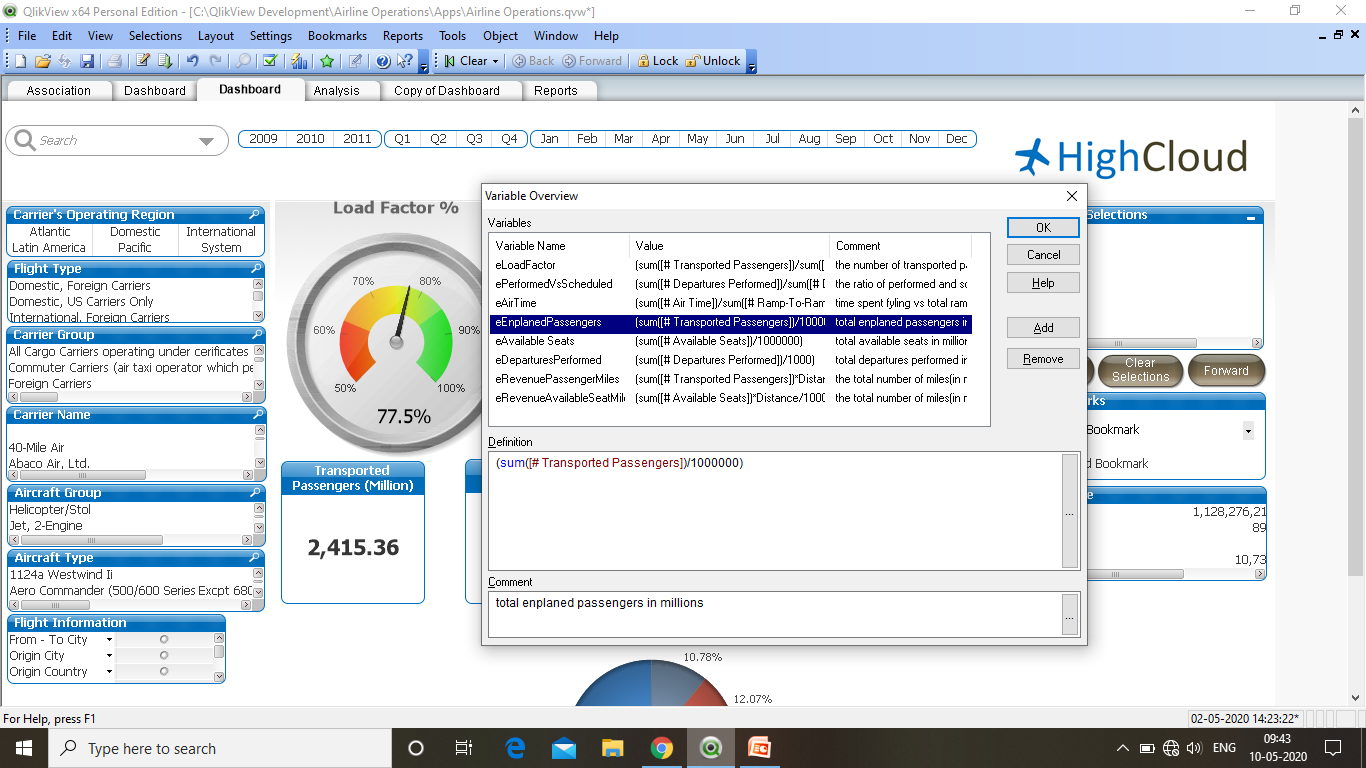 QlikView x64 Personal Edition - [C:\QlikView Development\Airline Operations\Apps\Airline Operations.qvw*]
File Edit View Selections Layout Settings Bookmarks Reports Tools Object Window Help
Clear Back Forward Lock Unlock
Association Dashboard Dashboard Analysis Copy of Dashboard Reports
Search
2009 2010 2011 Q1 Q2 Q3 Q4 Jan Feb Mar Apr May Jun Jul Aug Sep Oct Nov Dec
HighCloud
Carrier's Operating Region
Atlantic Domestic International
Latin America Pacific System
Flight Type
Domestic, Foreign Carriers
Domestic, US Carriers Only
International, Foreign Carriers
Carrier Group
All Cargo Carriers operating under cerificates
Commuter Carriers (air taxi operator which pe
Foreign Carriers
Carrier Name
40-Mile Air
Abaco Air, Ltd.
Aircraft Group
Helicopter/Stol
Jet, 2-Engine
Aircraft Type
1124a Westwind Ii
Aero Commander (500/600 Series Excpt 680
Flight Information
From - To City
Origin City
Origin Country
Load Factor %
50%
60%
70%
80%
90%
100%
77.5%
Transported
Passengers (Million)
2,415.36
Variable Overview
Variables
Variable Name Value Comment
eLoadFactor (sum([# Transported Passengers])/sum([ the number of transported pa
ePerformedVsScheduled (sum([# Departures Performed])/sum([# D the ratio of performed and sc
eAirTime (sum([# Air Time])/sum([# Ramp-To-Ram time spent fyling vs total ram
eEnplanedPassengers (sum([# Transported Passengers])/1000( total enplaned passengers in
eAvailable Seats (sum([# Available Seats])/1000000) total available seats in million
eDeparturesPerformed (sum([# Departures Performed])/1000) total departures performed in
eRevenuePassengerMiles (sum([# Transported Passengers])*Distan the total number of miles(in m
eRevenueAvailableSeatMil (sum([# Available Seats])*Distance/1000 the total number of miles(in m
OK
Cancel
Help
Add
Remove
Definition
(sum([# Transported Passengers])/1000000)
...
Comment
total enplaned passengers in millions
...
Selections
Clear
Selections
Forward
rks
Bookmark
d Bookmark
e
1,128,276,21
89
10,73
10.78%
12.07%
For Help, press F1
02-05-2020 14:23:22*
Type here to search
ENG
09:43
10-05-2020